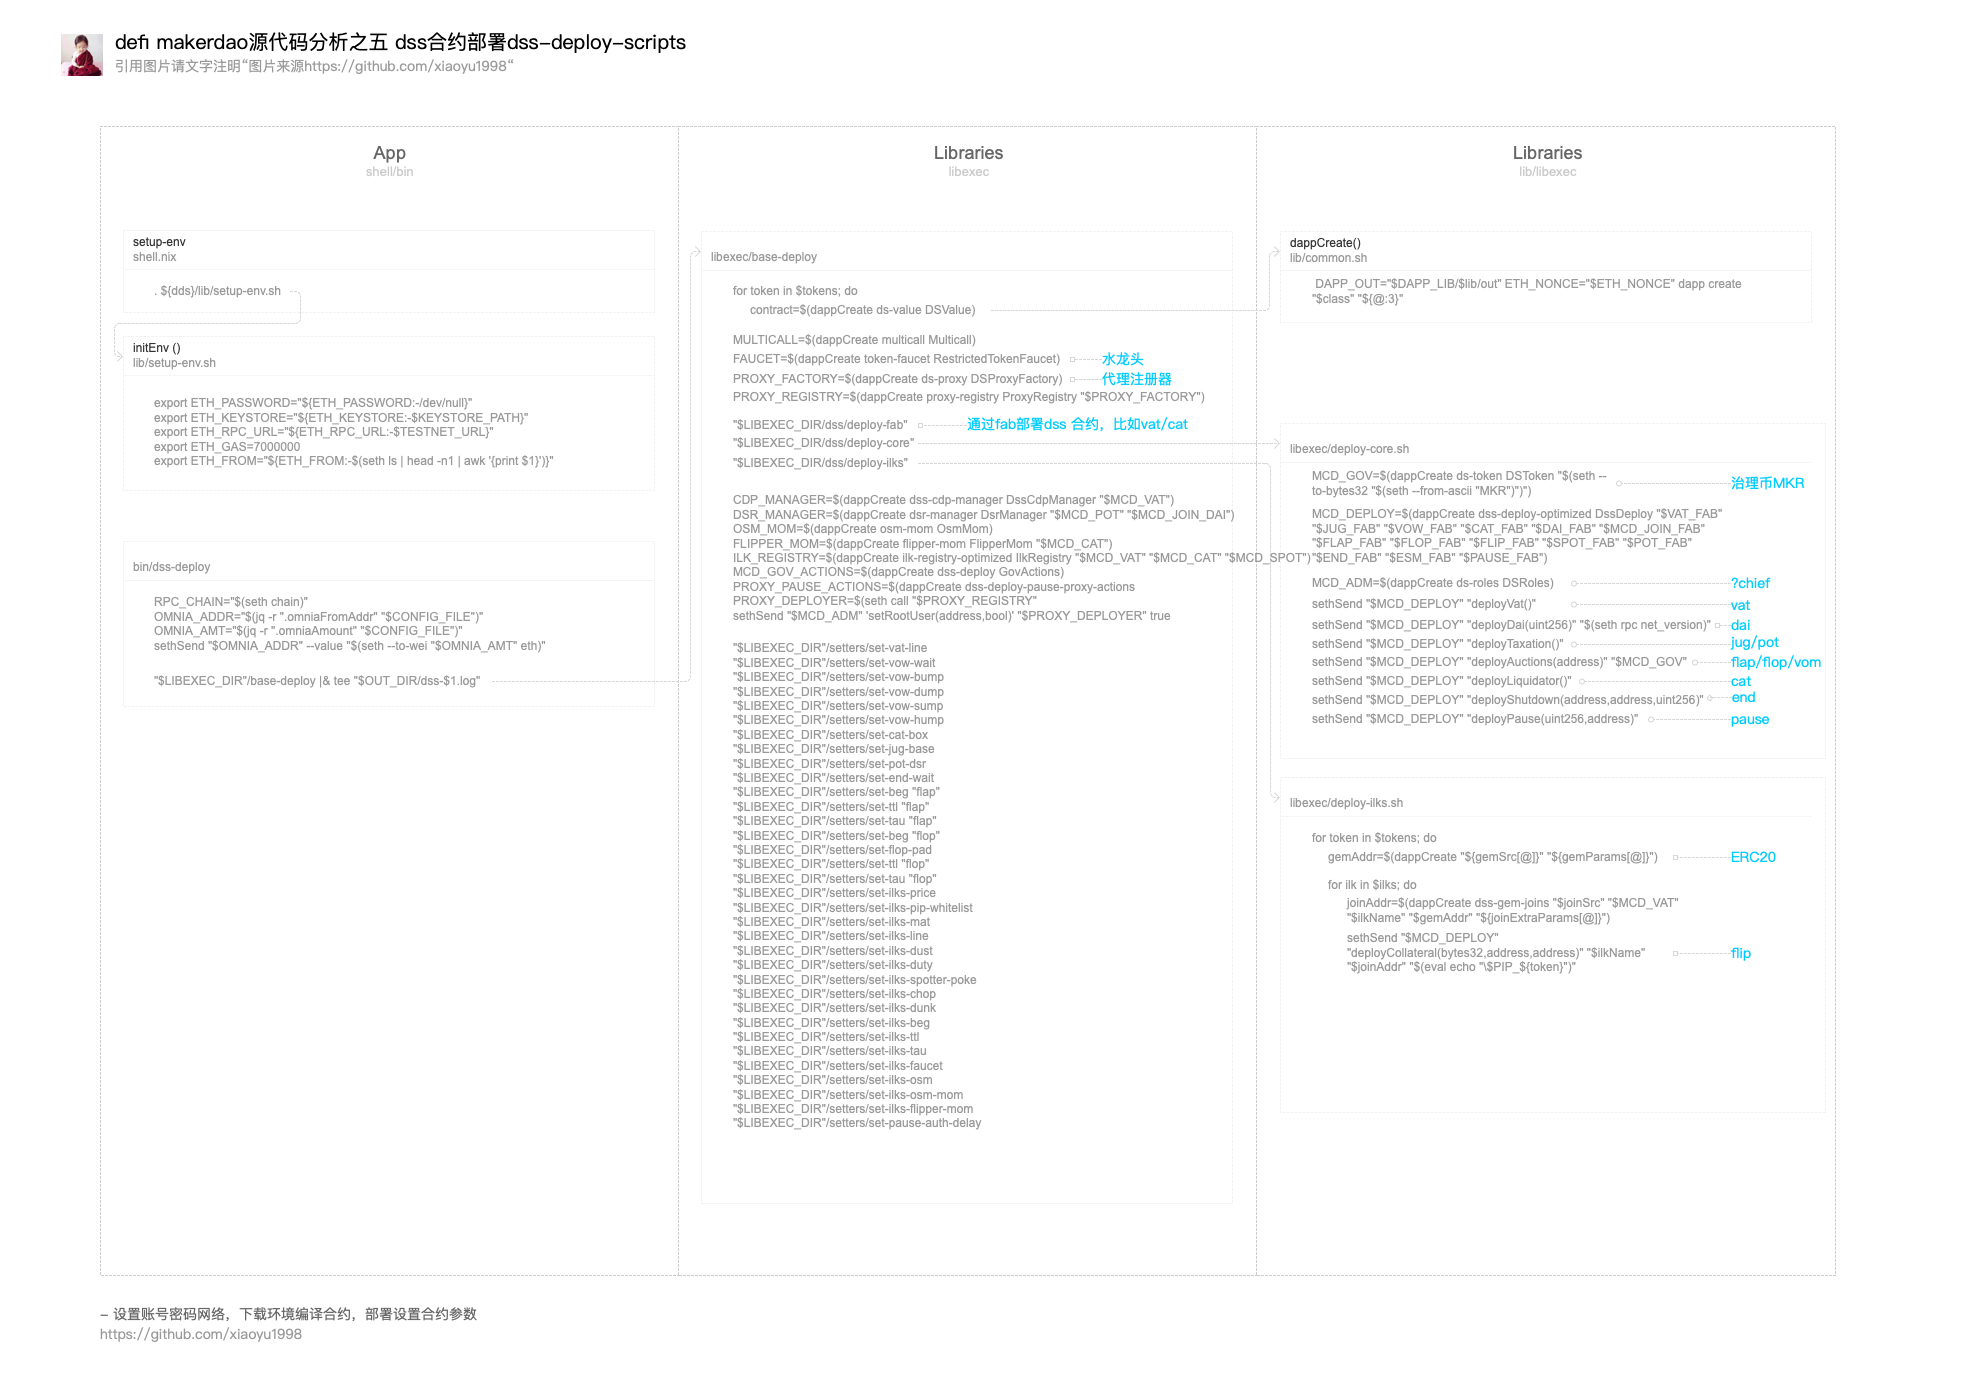 defi makerdao源代码分析之五 dss合约部署dss-deploy-scripts
引用图片请文字注明“图片来源https://github.com/xiaoyu1998“
App
shell/bin
setup-env
shell.nix
. ${dds}/lib/setup-env.sh
initEnv ()
lib/setup-env.sh
export ETH_PASSWORD="${ETH_PASSWORD:-/dev/null}"
export ETH_KEYSTORE="${ETH_KEYSTORE:-$KEYSTORE_PATH}"
export ETH_RPC_URL="${ETH_RPC_URL:-$TESTNET_URL}"
export ETH_GAS=7000000
export ETH_FROM="${ETH_FROM:-$(seth ls | head -n1 | awk '{print $1}')}"
bin/dss-deploy
RPC_CHAIN="$(seth chain)"
OMNIA_ADDR="$(jq -r ".omniaFromAddr" "$CONFIG_FILE")"
OMNIA_AMT="$(jq -r ".omniaAmount" "$CONFIG_FILE")"
sethSend "$OMNIA_ADDR" --value "$(seth --to-wei "$OMNIA_AMT" eth)"
"$LIBEXEC_DIR"/base-deploy |& tee "$OUT_DIR/dss-$1.log"
Libraries
libexec
libexec/base-deploy
for token in $tokens; do
contract=$(dappCreate ds-value DSValue)
MULTICALL=$(dappCreate multicall Multicall)
FAUCET=$(dappCreate token-faucet RestrictedTokenFaucet) 水龙头
PROXY_FACTORY=$(dappCreate ds-proxy DSProxyFactory) 代理注册器
PROXY_REGISTRY=$(dappCreate proxy-registry ProxyRegistry "$PROXY_FACTORY")
"$LIBEXEC_DIR/dss/deploy-fab" 通过fab部署dss 合约，比如vat/cat
"$LIBEXEC_DIR/dss/deploy-core"
"$LIBEXEC_DIR/dss/deploy-ilks"
CDP_MANAGER=$(dappCreate dss-cdp-manager DssCdpManager "$MCD_VAT")
DSR_MANAGER=$(dappCreate dsr-manager DsrManager "$MCD_POT" "$MCD_JOIN_DAI")
OSM_MOM=$(dappCreate osm-mom OsmMom)
FLIPPER_MOM=$(dappCreate flipper-mom FlipperMom "$MCD_CAT")
ILK_REGISTRY=$(dappCreate ilk-registry-optimized IlkRegistry "$MCD_VAT" "$MCD_CAT" "$MCD_SPOT")
MCD_GOV_ACTIONS=$(dappCreate dss-deploy GovActions)
PROXY_PAUSE_ACTIONS=$(dappCreate dss-deploy-pause-proxy-actions
PROXY_DEPLOYER=$(seth call "$PROXY_REGISTRY"
sethSend "$MCD_ADM" 'setRootUser(address,bool)' "$PROXY_DEPLOYER" true
"$LIBEXEC_DIR"/setters/set-vat-line
"$LIBEXEC_DIR"/setters/set-vow-wait
"$LIBEXEC_DIR"/setters/set-vow-bump
"$LIBEXEC_DIR"/setters/set-vow-dump
"$LIBEXEC_DIR"/setters/set-vow-sump
"$LIBEXEC_DIR"/setters/set-vow-hump
"$LIBEXEC_DIR"/setters/set-cat-box
"$LIBEXEC_DIR"/setters/set-jug-base
"$LIBEXEC_DIR"/setters/set-pot-dsr
"$LIBEXEC_DIR"/setters/set-end-wait
"$LIBEXEC_DIR"/setters/set-beg "flap"
"$LIBEXEC_DIR"/setters/set-ttl "flap"
"$LIBEXEC_DIR"/setters/set-tau "flap"
"$LIBEXEC_DIR"/setters/set-beg "flop"
"$LIBEXEC_DIR"/setters/set-flop-pad
"$LIBEXEC_DIR"/setters/set-ttl "flop"
"$LIBEXEC_DIR"/setters/set-tau "flop"
"$LIBEXEC_DIR"/setters/set-ilks-price
"$LIBEXEC_DIR"/setters/set-ilks-pip-whitelist
"$LIBEXEC_DIR"/setters/set-ilks-mat
"$LIBEXEC_DIR"/setters/set-ilks-line
"$LIBEXEC_DIR"/setters/set-ilks-dust
"$LIBEXEC_DIR"/setters/set-ilks-duty
"$LIBEXEC_DIR"/setters/set-ilks-spotter-poke
"$LIBEXEC_DIR"/setters/set-ilks-chop
"$LIBEXEC_DIR"/setters/set-ilks-dunk
"$LIBEXEC_DIR"/setters/set-ilks-beg
"$LIBEXEC_DIR"/setters/set-ilks-ttl
"$LIBEXEC_DIR"/setters/set-ilks-tau
"$LIBEXEC_DIR"/setters/set-ilks-faucet
"$LIBEXEC_DIR"/setters/set-ilks-osm
"$LIBEXEC_DIR"/setters/set-ilks-osm-mom
"$LIBEXEC_DIR"/setters/set-ilks-flipper-mom
"$LIBEXEC_DIR"/setters/set-pause-auth-delay
Libraries
lib/libexec
dappCreate()
lib/common.sh
DAPP_OUT="$DAPP_LIB/$lib/out" ETH_NONCE="$ETH_NONCE" dapp create
"$class" "${@:3}"
libexec/deploy-core.sh
MCD_GOV=$(dappCreate ds-token DSToken "$(seth --
to-bytes32 "$(seth --from-ascii "MKR")")") 治理币MKR
MCD_DEPLOY=$(dappCreate dss-deploy-optimized DssDeploy "$VAT_FAB"
"$JUG_FAB" "$VOW_FAB" "$CAT_FAB" "$DAI_FAB" "$MCD_JOIN_FAB"
"$FLAP_FAB" "$FLOP_FAB" "$FLIP_FAB" "$SPOT_FAB" "$POT_FAB"
"$END_FAB" "$ESM_FAB" "$PAUSE_FAB")
MCD_ADM=$(dappCreate ds-roles DSRoles) ?chief
sethSend "$MCD_DEPLOY" "deployVat()" vat
sethSend "$MCD_DEPLOY" "deployDai(uint256)" "$(seth rpc net_version)" dai
sethSend "$MCD_DEPLOY" "deployTaxation()" jug/pot
sethSend "$MCD_DEPLOY" "deployAuctions(address)" "$MCD_GOV" flap/flop/vom
sethSend "$MCD_DEPLOY" "deployLiquidator()" cat
sethSend "$MCD_DEPLOY" "deployShutdown(address,address,uint256)" end
sethSend "$MCD_DEPLOY" "deployPause(uint256,address)" pause
libexec/deploy-ilks.sh
for token in $tokens; do
gemAddr=$(dappCreate "${gemSrc[@]}" "${gemParams[@]}") ERC20
for ilk in $ilks; do
joinAddr=$(dappCreate dss-gem-joins "$joinSrc" "$MCD_VAT"
"$ilkName" "$gemAddr" "${joinExtraParams[@]}")
sethSend "$MCD_DEPLOY"
"deployCollateral(bytes32,address,address)" "$ilkName" flip
"$joinAddr" "$(eval echo "\$PIP_${token}")"
– 设置账号密码网络，下载环境编译合约，部署设置合约参数
https://github.com/xiaoyu1998